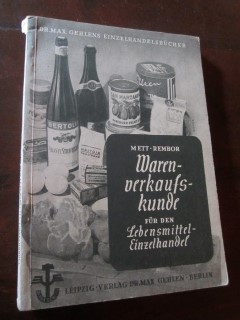 DR. MAX GEHLENS EINZELHANDELSBÜCHER
METT-REMBOR
Waren-
verkaufs-
kunde
FÜR DEN
Lebensmittel-
Einzelhandel
BERTOLLI
LEIPZIG · VERLAG DR. MAX GEHLEN · BERLIN